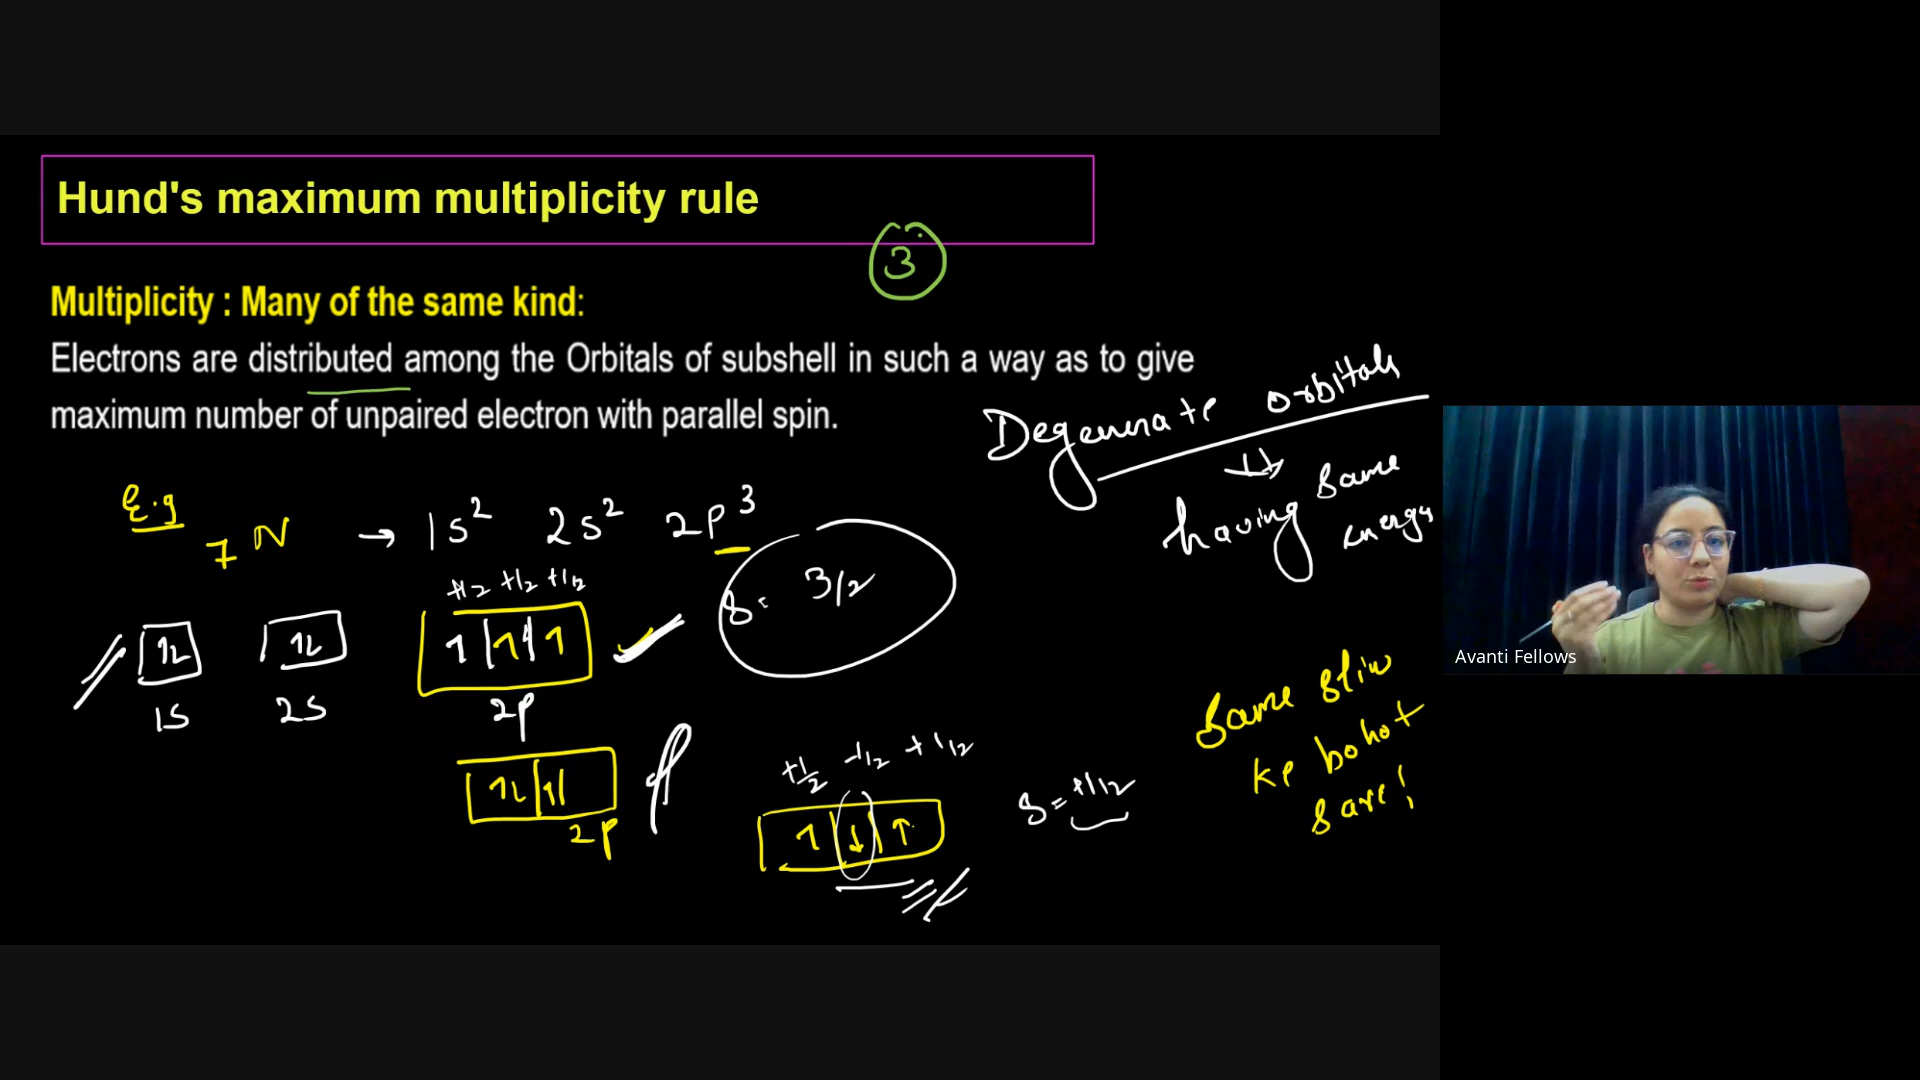 Hund's maximum multiplicity rule
3
Multiplicity : Many of the same kind:
Electrons are distributed among the Orbitals of subshell in such a way as to give
maximum number of unpaired electron with parallel spin.
Degenerate orbitals
having same
energy
E.g
7 N → 1s² 2s² 2p³
+1/2 +1/2 +1/2
s = 3/2
1 | 1 | 1
1s 2s 2p
2p
+1/2 -1/2 +1/2
s = +1/2
↓ ↑
Same
ke bohot
sare!
Avanti Fellows